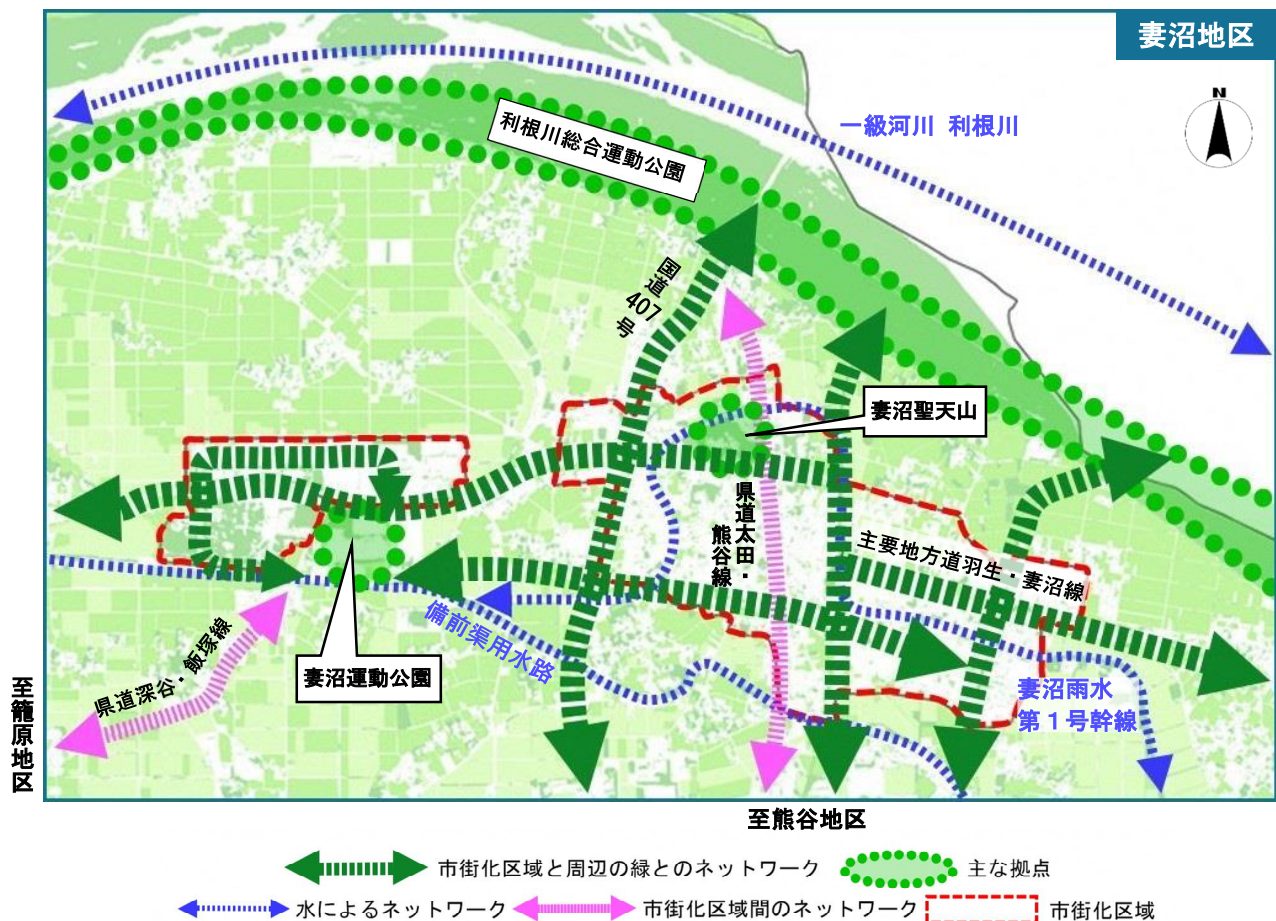 妻沼地区
N
一級河川 利根川
利根川総合運動公園
国道407号
妻沼聖天山
県道太田・
熊谷線
主要地方道羽生・妻沼線
備前渠用水路
妻沼運動公園
県道深谷・飯塚線
妻沼雨水
第1号幹線
至籠原地区
至熊谷地区
市街化区域と周辺の緑とのネットワーク
主な拠点
水によるネットワーク
市街化区域間のネットワーク
市街化区域